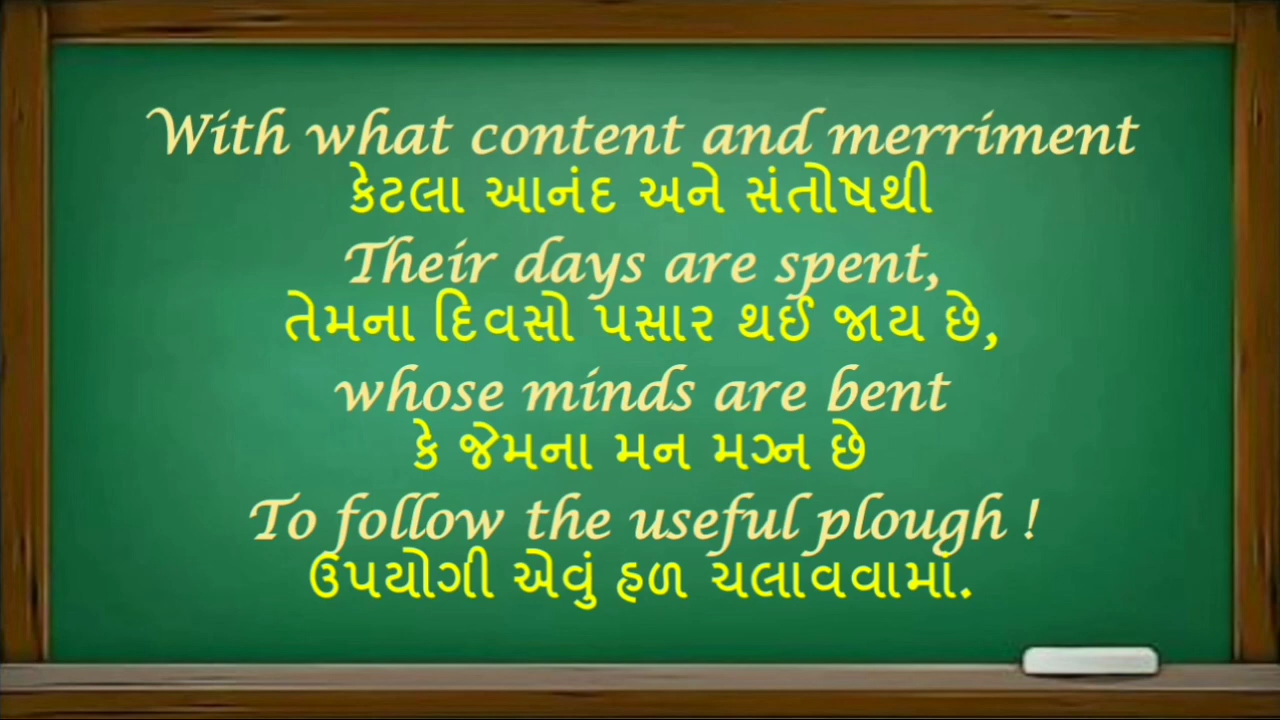 With what content and merriment
કેટલા આનંદ અને સંતોષથી
Their days are spent,
તેમના દિવસો પસાર થઈ જાય છે,
whose minds are bent
કે જેમના મન મગ્ન છે
To follow the useful plough !
ઉપયોગી એવું હળ ચલાવવામાં.